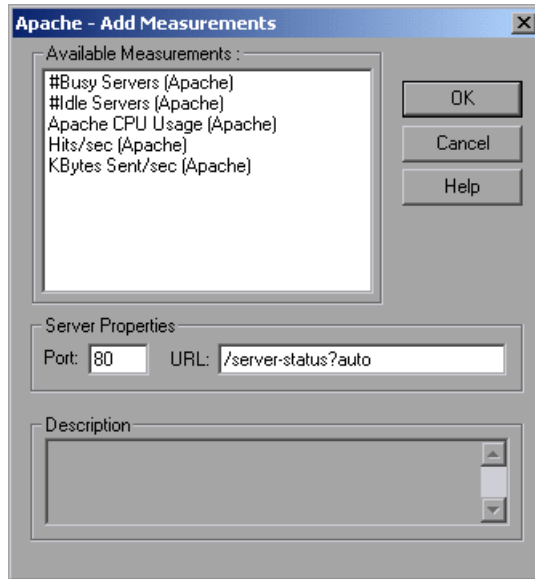 Apache - Add Measurements
Available Measurements :
#Busy Servers (Apache)
#Idle Servers (Apache)
Apache CPU Usage (Apache)
Hits/sec (Apache)
KBytes Sent/sec (Apache)
OK
Cancel
Help
Server Properties
Port: 80 URL: /server-status?auto
Description